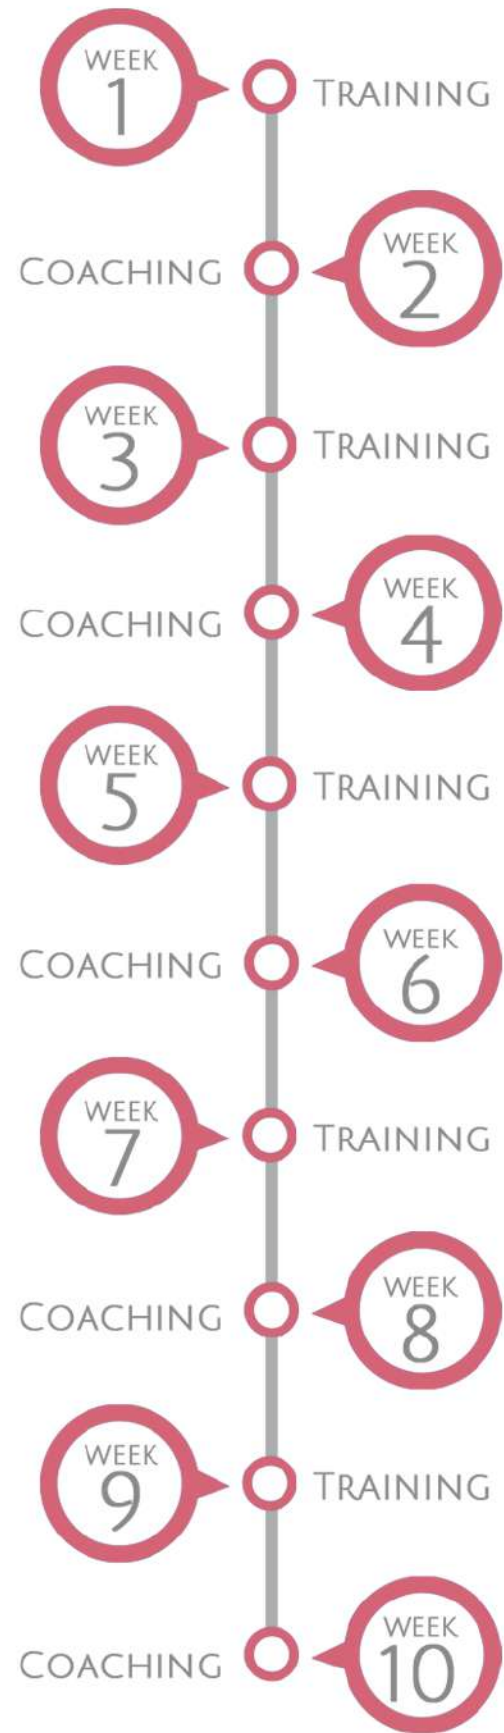 WEEK
1
TRAINING
COACHING
WEEK
2
WEEK
3
TRAINING
COACHING
WEEK
4
WEEK
5
TRAINING
COACHING
WEEK
6
WEEK
7
TRAINING
COACHING
WEEK
8
WEEK
9
TRAINING
COACHING
WEEK
10